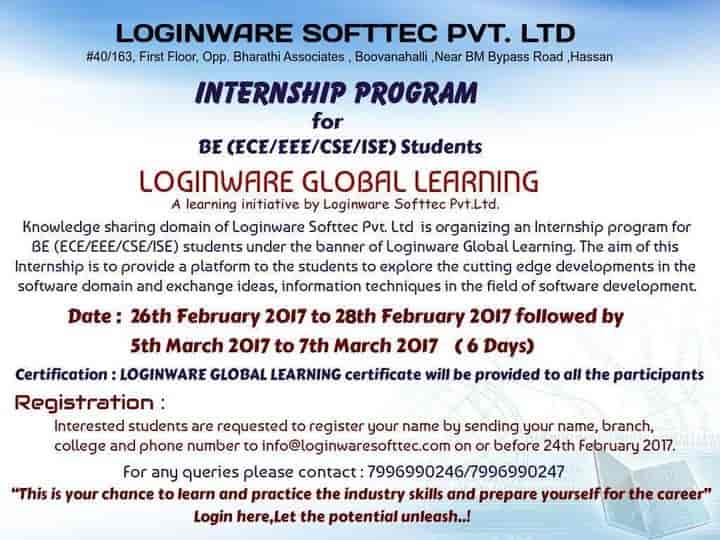 LOGINWARE SOFTTEC PVT. LTD
#40/163, First Floor, Opp. Bharathi Associates , Boovanahalli ,Near BM Bypass Road ,Hassan
INTERNSHIP PROGRAM
for
BE (ECE/EEE/CSE/ISE) Students
LOGINWARE GLOBAL LEARNING
A learning initiative by Loginware Softtec Pvt.Ltd.
Knowledge sharing domain of Loginware Softtec Pvt. Ltd is organizing an Internship program for
BE (ECE/EEE/CSE/ISE) students under the banner of Loginware Global Learning. The aim of this
Internship is to provide a platform to the students to explore the cutting edge developments in the
software domain and exchange ideas, information techniques in the field of software development.
Date : 26th February 2017 to 28th February 2017 followed by
5th March 2017 to 7th March 2017 ( 6 Days)
Certification : LOGINWARE GLOBAL LEARNING certificate will be provided to all the participants
Registration :
Interested students are requested to register your name by sending your name, branch,
college and phone number to info@loginwaresofttec.com on or before 24th February 2017.
For any queries please contact : 7996990246/7996990247
"This is your chance to learn and practice the industry skills and prepare yourself for the career"
Login here,Let the potential unleash..!